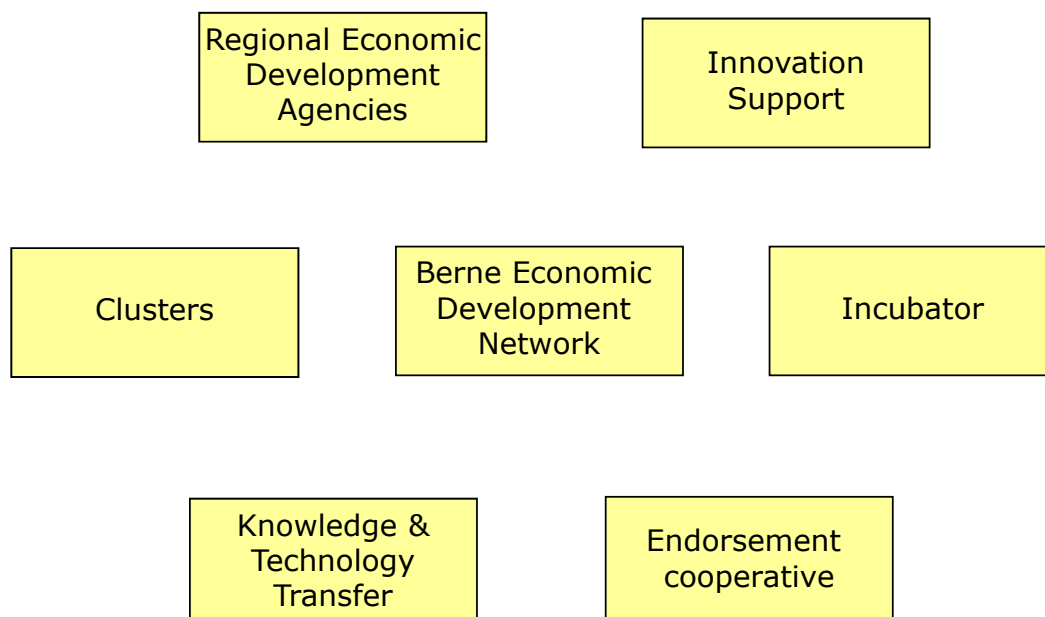 Regional Economic
Development
Agencies
Innovation
Support
Clusters
Berne Economic
Development
Network
Incubator
Knowledge &
Technology
Transfer
Endorsement
cooperative